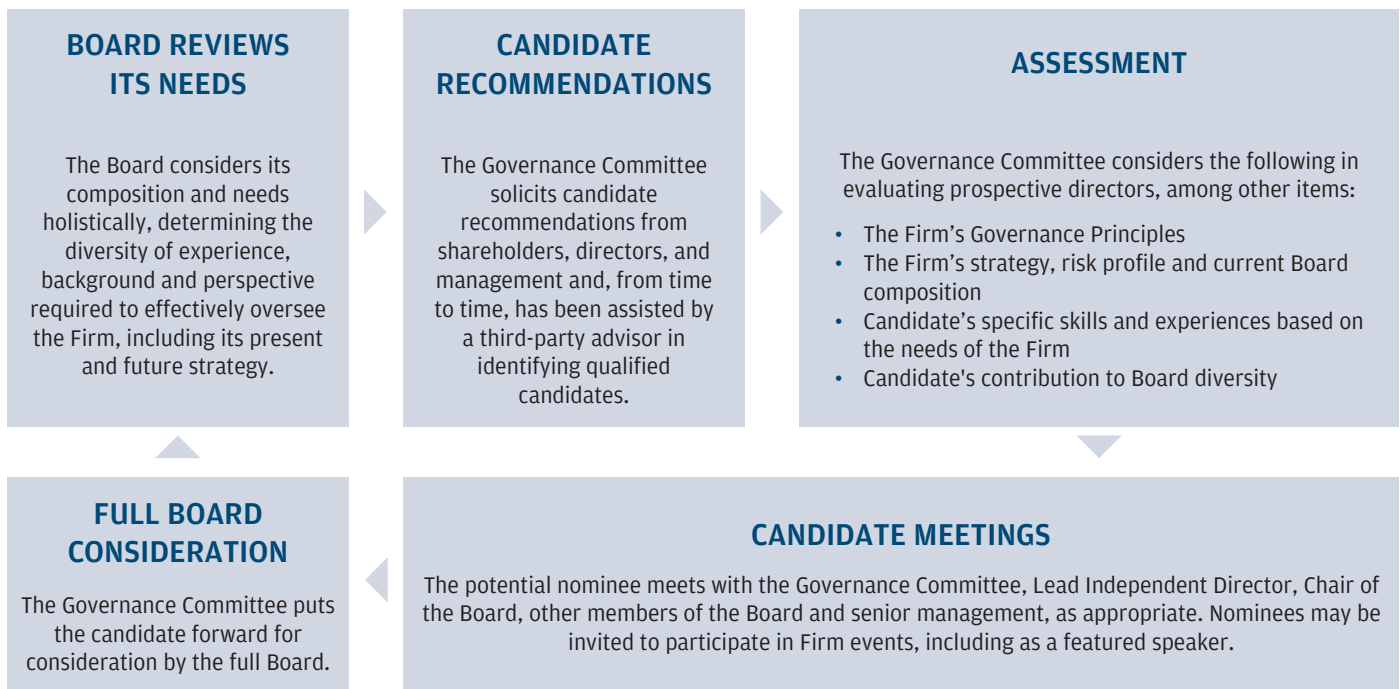 BOARD REVIEWS
ITS NEEDS
The Board considers its
composition and needs
holistically, determining the
diversity of experience,
background and perspective
required to effectively oversee
the Firm, including its present
and future strategy.
CANDIDATE
RECOMMENDATIONS
The Governance Committee
solicits candidate
recommendations from
shareholders, directors, and
management and, from time
to time, has been assisted by
a third-party advisor in
identifying qualified
candidates.
ASSESSMENT
The Governance Committee considers the following in
evaluating prospective directors, among other items:
• The Firm’s Governance Principles
• The Firm’s strategy, risk profile and current Board
composition
• Candidate’s specific skills and experiences based on
the needs of the Firm
• Candidate's contribution to Board diversity
CANDIDATE MEETINGS
The potential nominee meets with the Governance Committee, Lead Independent Director, Chair of
the Board, other members of the Board and senior management, as appropriate. Nominees may be
invited to participate in Firm events, including as a featured speaker.
FULL BOARD
CONSIDERATION
The Governance Committee puts
the candidate forward for
consideration by the full Board.